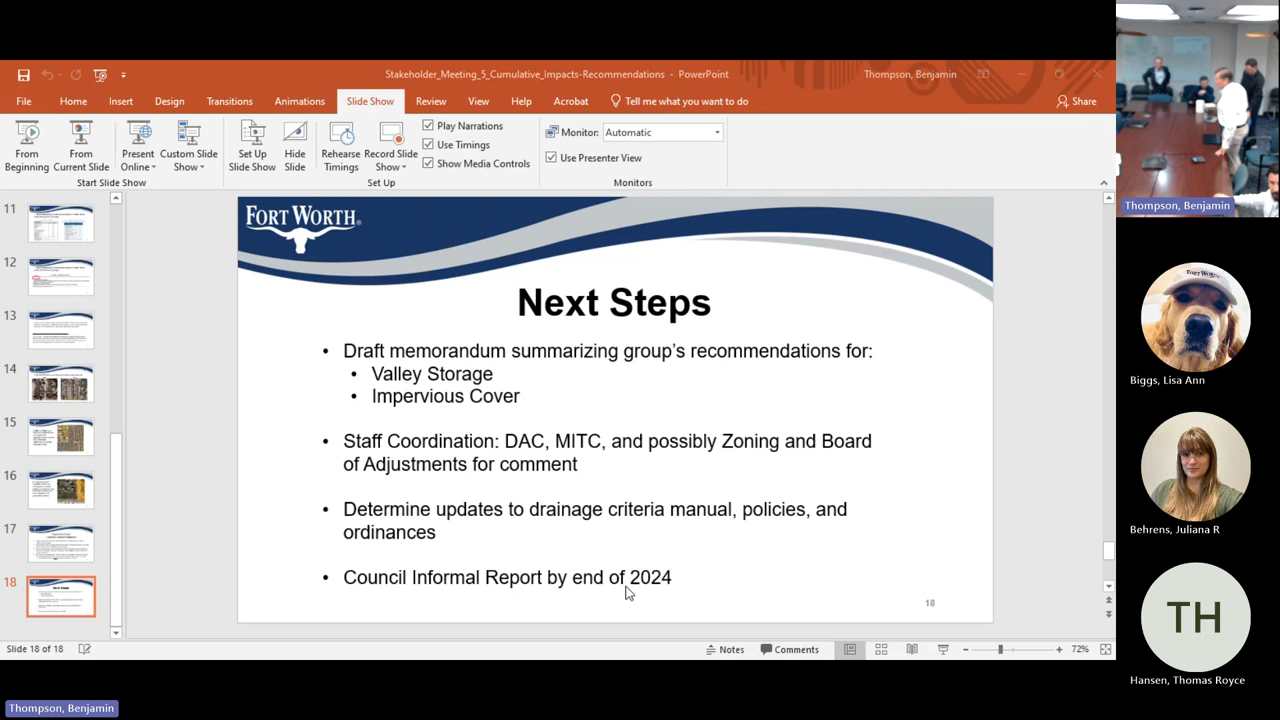 Stakeholder_Meeting_5_Cumulative_Impacts-Recommendations - PowerPoint
Thompson, Benjamin
File Home Insert Design Transitions Animations Slide Show Review View Help Acrobat Tell me what you want to do Share
From Beginning
From Current Slide
Present Online
Custom Slide Show
Start Slide Show
Set Up Slide Show
Hide Slide
Rehearse Timings
Record Slide Show
Play Narrations
Use Timings
Show Media Controls
Set Up
Monitor: Automatic
Use Presenter View
Monitors
11
12
13
14
15
16
17
18
FORT WORTH®
Next Steps
• Draft memorandum summarizing group's recommendations for:
• Valley Storage
• Impervious Cover
• Staff Coordination: DAC, MITC, and possibly Zoning and Board
of Adjustments for comment
• Determine updates to drainage criteria manual, policies, and
ordinances
• Council Informal Report by end of 2024
18
Slide 18 of 18
Notes
Comments
72%
Thompson, Benjamin
FORT WORTH
Biggs, Lisa Ann
Behrens, Juliana R
TH
Hansen, Thomas Royce
Thompson, Benjamin